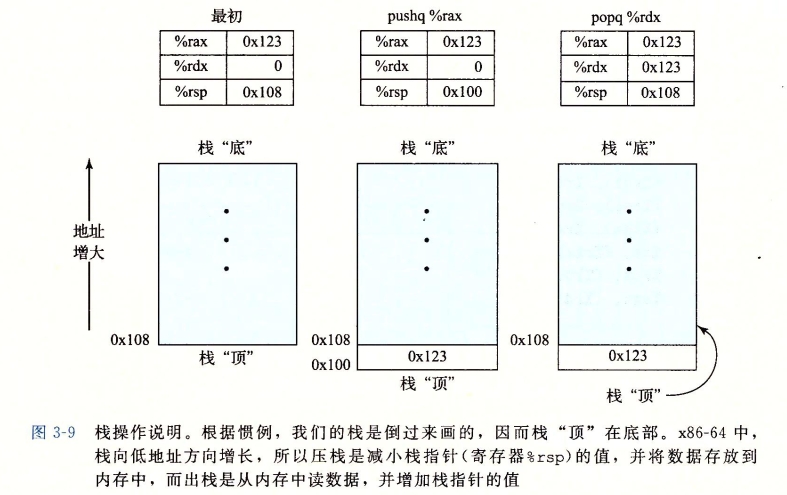 最初
%rax 0x123
%rdx 0
%rsp 0x108
pushq %rax
%rax 0x123
%rdx 0
%rsp 0x100
popq %rdx
%rax 0x123
%rdx 0x123
%rsp 0x108
地址
增大
栈“底”
0x108
栈“顶”
栈“底”
0x108
0x100
0x123
栈“顶”
栈“底”
0x108
0x123
栈“顶”
图 3-9 栈操作说明。根据惯例，我们的栈是倒过来画的，因而栈“顶”在底部。x86-64 中，
栈向低地址方向增长，所以压栈是减小栈指针(寄存器%rsp)的值，并将数据存放到
内存中，而出栈是从内存中读数据，并增加栈指针的值